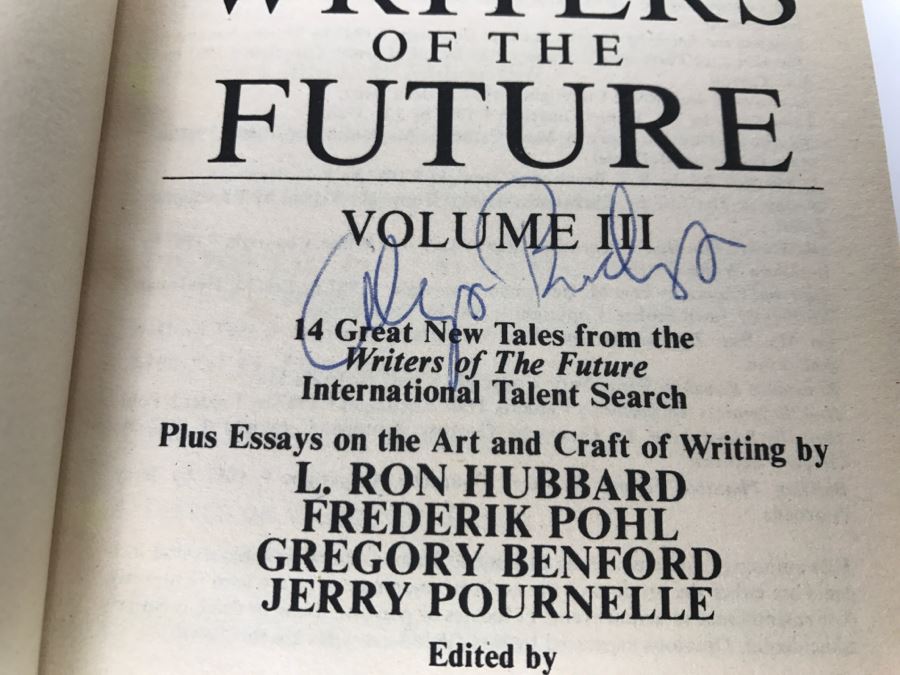 WRITERS
OF THE
FUTURE
VOLUME III
14 Great New Tales from the
Writers of The Future
International Talent Search
Plus Essays on the Art and Craft of Writing by
L. RON HUBBARD
FREDERIK POHL
GREGORY BENFORD
JERRY POURNELLE
Edited by